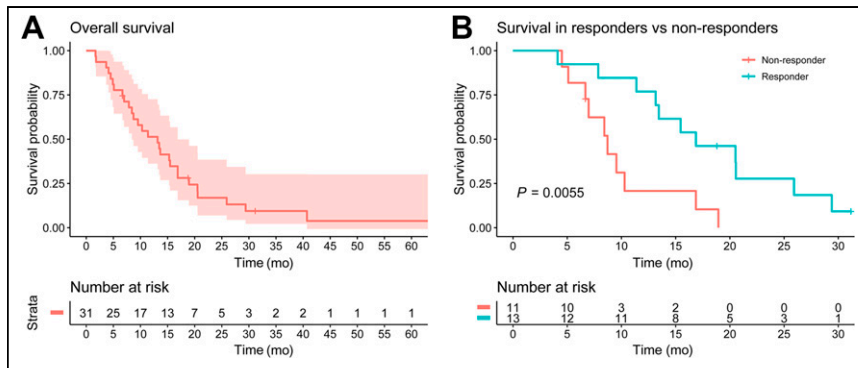 A Overall survival
1.00
0.75
0.50
0.25
0.00
Survival probability
0 5 10 15 20 25 30 35 40 45 50 55 60
Time (mo)
Number at risk
Strata
31 25 17 13 7 5 3 2 2 1 1 1 1
0 5 10 15 20 25 30 35 40 45 50 55 60
Time (mo)
B Survival in responders vs non-responders
1.00
0.75
0.50
0.25
0.00
Survival probability
Non-responder
Responder
P = 0.0055
0 5 10 15 20 25 30
Time (mo)
Number at risk
11 10 3 2 0 0 0
13 12 11 8 5 3 1
0 5 10 15 20 25 30
Time (mo)